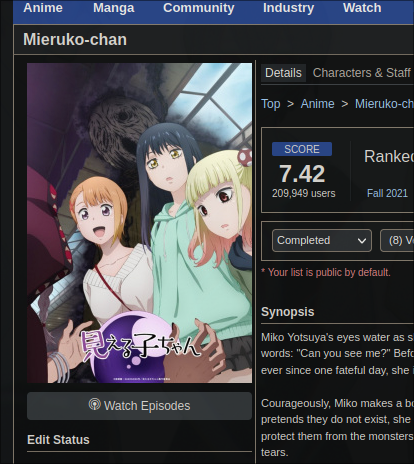 Anime Manga Community Industry Watch
Mieruko-chan
Details Characters & Staff
Top > Anime > Mieruko-ch
SCORE
7.42
209,949 users
Ranked
Fall 2021
Completed
(8) V
* Your list is public by default.
見える子ちゃん
Watch Episodes
Edit Status
Synopsis
Miko Yotsuya's eyes water as s
words: "Can you see me?" Befo
ever since one fateful day, she i
Courageously, Miko makes a bo
pretends they do not exist, she
protect them from the monsters
tears.